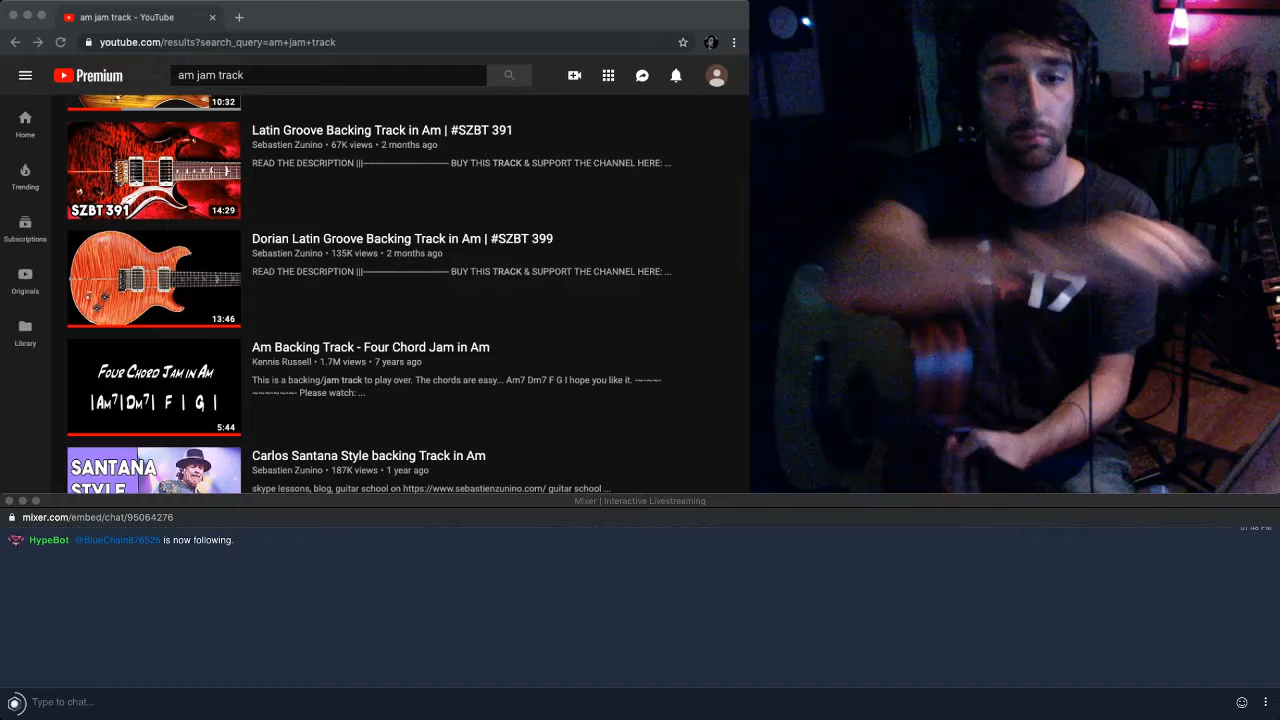 am jam track - YouTube
youtube.com/results?search_query=am+jam+track
Premium
am jam track
10:32
Home
Trending
Subscriptions
Originals
Library
SZBT 391
14:29
Latin Groove Backing Track in Am | #SZBT 391
Sebastien Zunino • 67K views • 2 months ago
READ THE DESCRIPTION |||------------------------------ BUY THIS TRACK & SUPPORT THE CHANNEL HERE: ...
13:46
Dorian Latin Groove Backing Track in Am | #SZBT 399
Sebastien Zunino • 135K views • 2 months ago
READ THE DESCRIPTION |||------------------------------ BUY THIS TRACK & SUPPORT THE CHANNEL HERE: ...
FOUR CHORD JAM IN AM
|AM7|DM7| F | G |
5:44
Am Backing Track - Four Chord Jam in Am
Kennis Russell • 1.7M views • 7 years ago
This is a backing/jam track to play over. The chords are easy... Am7 Dm7 F G I hope you like it. -~-~~-
~~~-~~-~- Please watch: ...
SANTANA
STYLE
Carlos Santana Style backing Track in Am
Sebastien Zunino • 187K views • 1 year ago
skype lessons, blog, guitar school on https://www.sebastienzunino.com/ guitar school ...
17
Mixer | Interactive Livestreaming
mixer.com/embed/chat/95064276
07:48 PM
HypeBot @BlueChain876525 is now following.
Type to chat...